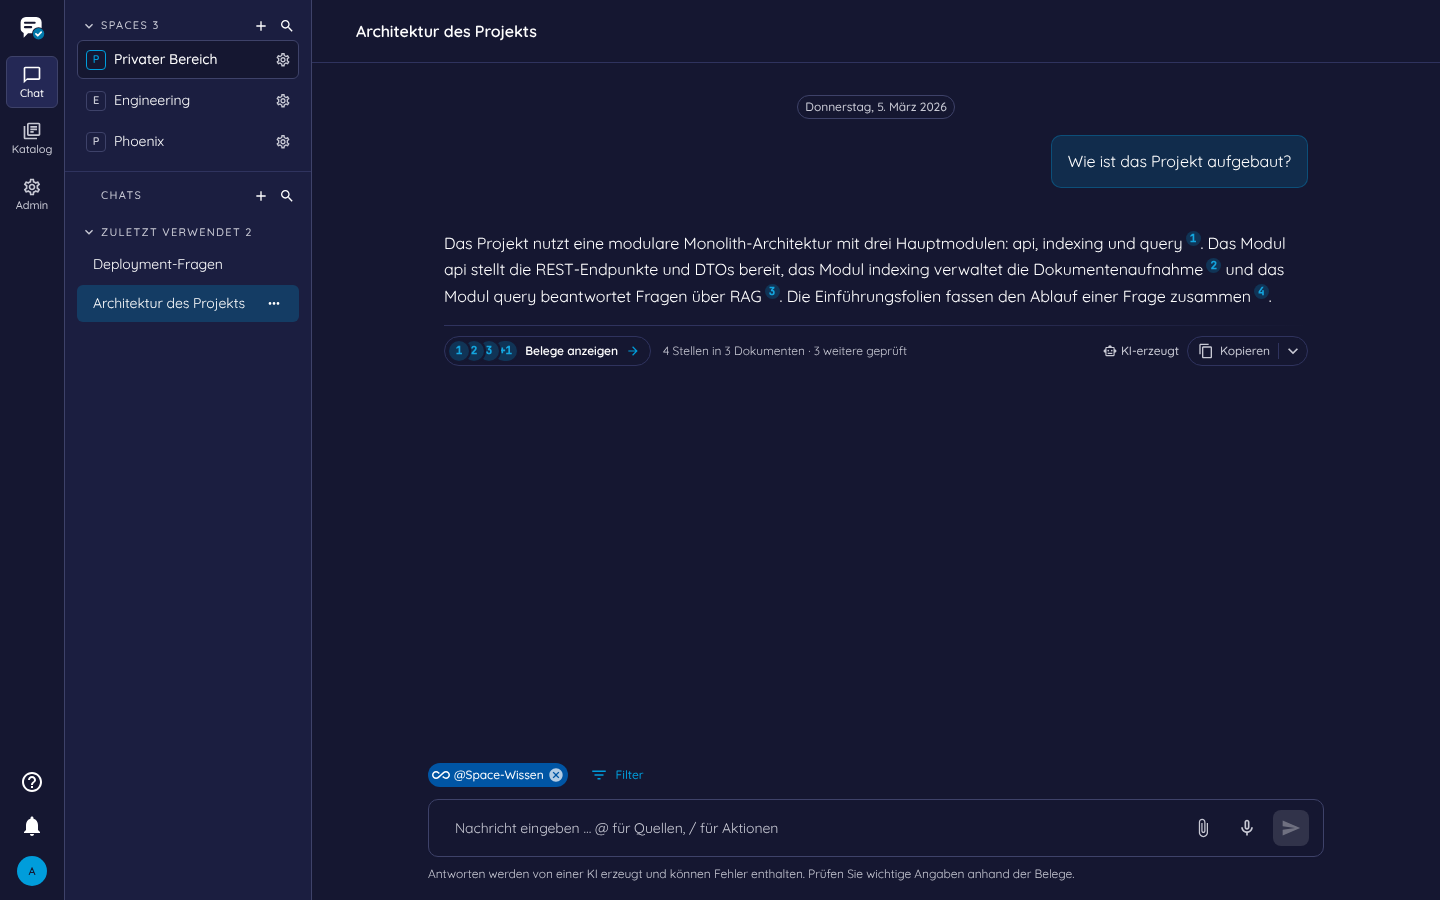 Chat
Katalog
Admin
A
SPACES 3
P Privater Bereich
E Engineering
P Phoenix
CHATS
ZULETZT VERWENDET 2
Deployment-Fragen
Architektur des Projekts
Architektur des Projekts
Donnerstag, 5. März 2026
Wie ist das Projekt aufgebaut?
Das Projekt nutzt eine modulare Monolith-Architektur mit drei Hauptmodulen: api, indexing und query 1. Das Modul
api stellt die REST-Endpunkte und DTOs bereit, das Modul indexing verwaltet die Dokumentenaufnahme 2 und das
Modul query beantwortet Fragen über RAG 3. Die Einführungsfolien fassen den Ablauf einer Frage zusammen 4.
1 2 3 +1 Belege anzeigen 4 Stellen in 3 Dokumenten · 3 weitere geprüft KI-erzeugt Kopieren
@Space-Wissen Filter
Nachricht eingeben ... @ für Quellen, / für Aktionen
Antworten werden von einer KI erzeugt und können Fehler enthalten. Prüfen Sie wichtige Angaben anhand der Belege.